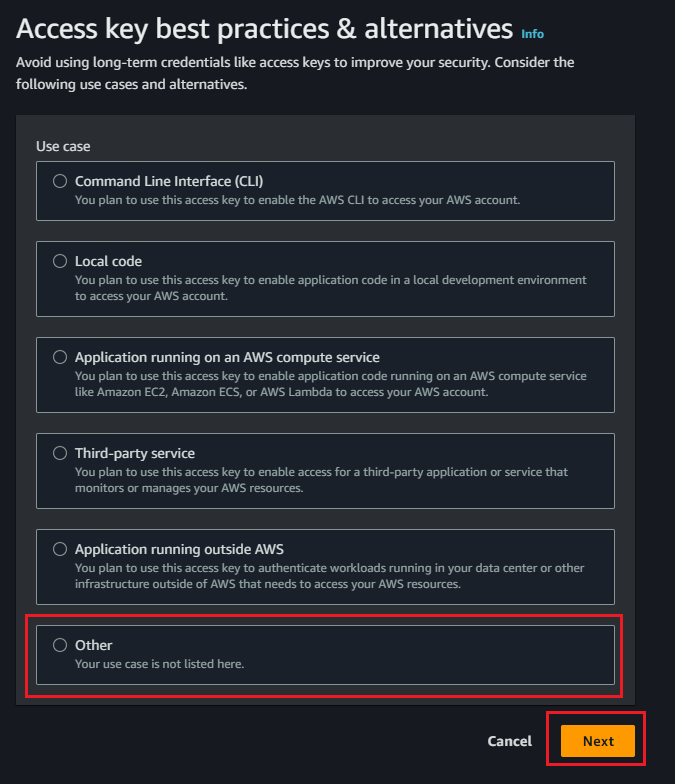 Access key best practices & alternatives Info
Avoid using long-term credentials like access keys to improve your security. Consider the
following use cases and alternatives.
Use case
Command Line Interface (CLI)
You plan to use this access key to enable the AWS CLI to access your AWS account.
Local code
You plan to use this access key to enable application code in a local development environment
to access your AWS account.
Application running on an AWS compute service
You plan to use this access key to enable application code running on an AWS compute service
like Amazon EC2, Amazon ECS, or AWS Lambda to access your AWS account.
Third-party service
You plan to use this access key to enable access for a third-party application or service that
monitors or manages your AWS resources.
Application running outside AWS
You plan to use this access key to authenticate workloads running in your data center or other
infrastructure outside of AWS that needs to access your AWS resources.
Other
Your use case is not listed here.
Cancel Next